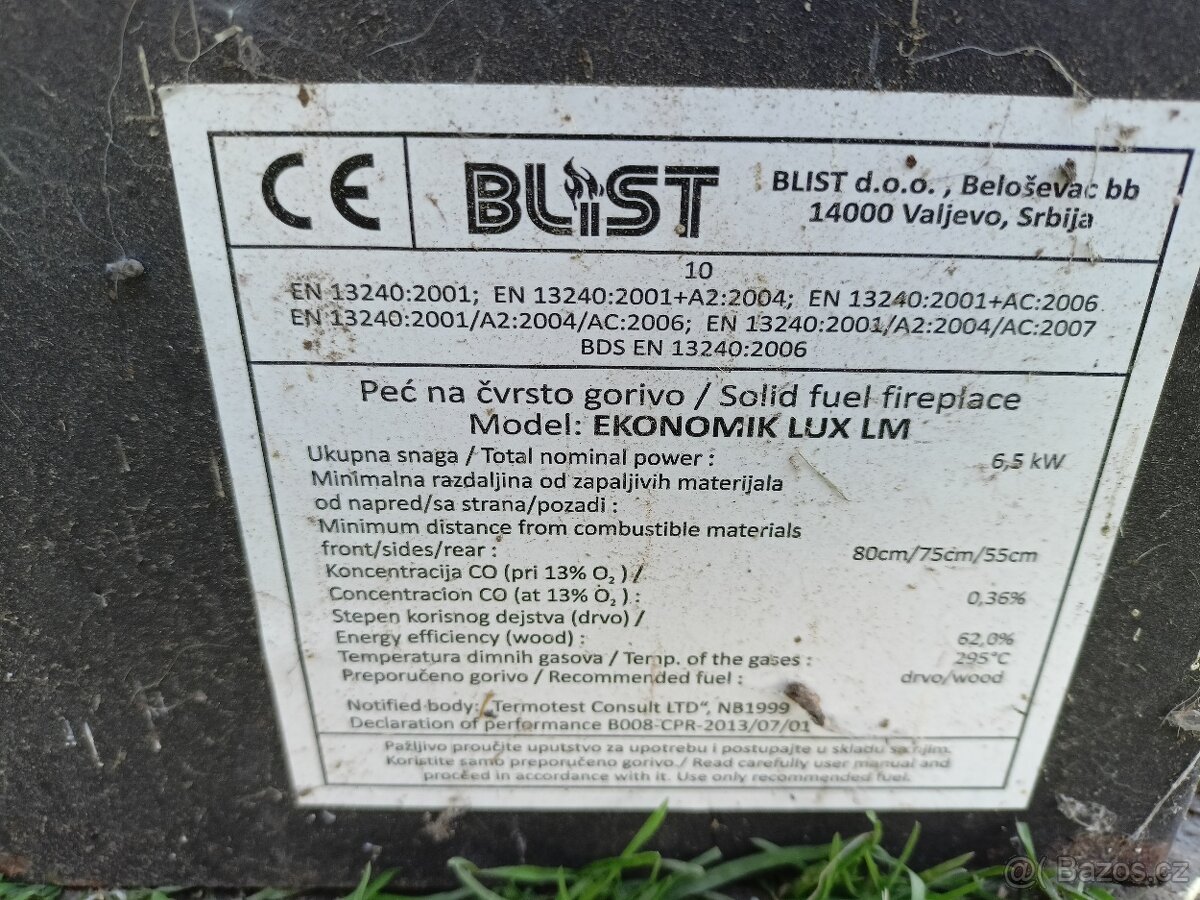 CE
BLIST
BLIST d.o.o. , Beloševac bb
14000 Valjevo, Srbija
10
EN 13240:2001; EN 13240:2001+A2:2004; EN 13240:2001+AC:2006
EN 13240:2001/A2:2004/AC:2006; EN 13240:2001/A2:2004/AC:2007
BDS EN 13240:2006
Peć na čvrsto gorivo / Solid fuel fireplace
Model: EKONOMIK LUX LM
Ukupna snaga / Total nominal power : 6,5 kW
Minimalna razdaljina od zapaljivih materijala
od napred/sa strana/pozadi :
Minimum distance from combustible materials
front/sides/rear : 80cm/75cm/55cm
Koncentracija CO (pri 13% O₂ ) /
Concentracion CO (at 13% O₂ ) : 0,36%
Stepen korisnog dejstva (drvo) /
Energy efficiency (wood) : 62,0%
Temperatura dimnih gasova / Temp. of the gases : 295°C
Preporučeno gorivo / Recommended fuel : drvo/wood
Notified body: „Termotest Consult LTD“, NB1999
Declaration of performance B008-CPR-2013/07/01
Pažljivo proučite uputstvo za upotrebu i postupajte u skladu sa njim.
Koristite samo preporučeno gorivo./ Read carefully user manual and
proceed in accordance with it. Use only recommended fuel.
Bazos.cz